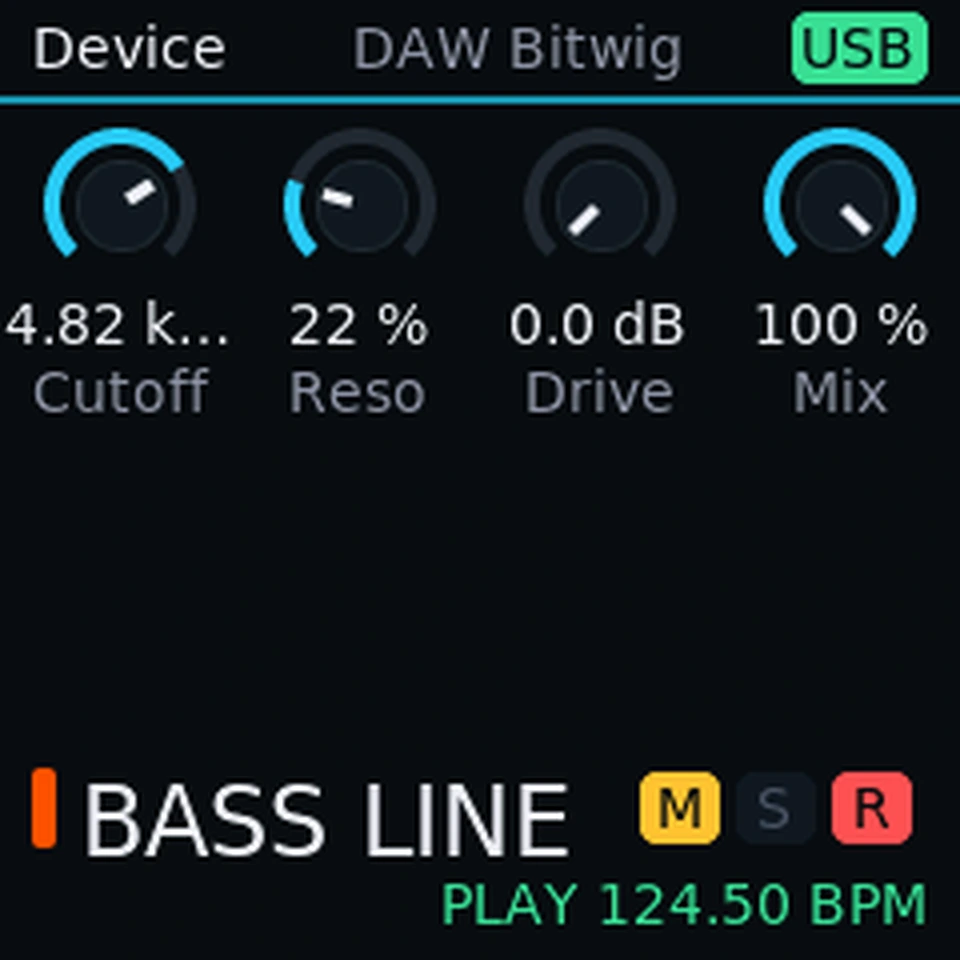 Device DAW Bitwig USB
4.82 k... 22 % 0.0 dB 100 %
Cutoff Reso Drive Mix
BASS LINE M S R
PLAY 124.50 BPM